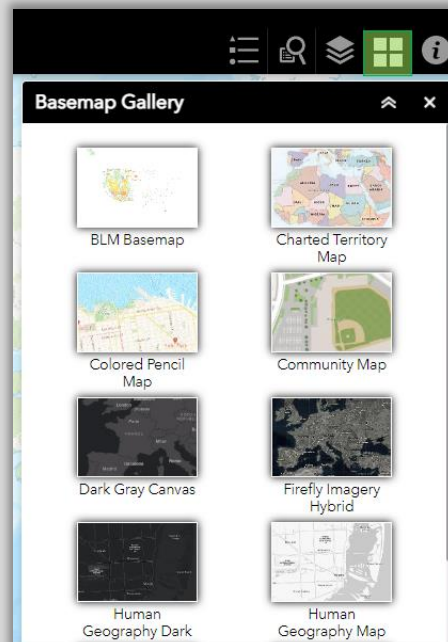 Basemap Gallery
BLM Basemap
Charted Territory
Map
Colored Pencil
Map
Community Map
Dark Gray Canvas
Firefly Imagery
Hybrid
Human
Geography Dark
Human
Geography Map